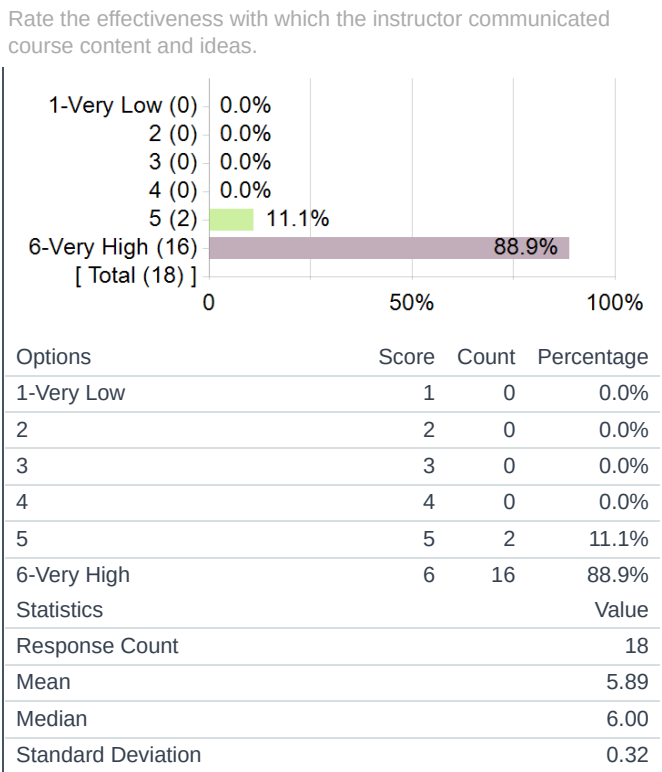 Rate the effectiveness with which the instructor communicated
course content and ideas.
1-Very Low (0) 0.0%
2 (0) 0.0%
3 (0) 0.0%
4 (0) 0.0%
5 (2) 11.1%
6-Very High (16) 88.9%
[ Total (18) ]
0 50% 100%
Options Score Count Percentage
1-Very Low 1 0 0.0%
2 2 0 0.0%
3 3 0 0.0%
4 4 0 0.0%
5 5 2 11.1%
6-Very High 6 16 88.9%
Statistics Value
Response Count 18
Mean 5.89
Median 6.00
Standard Deviation 0.32